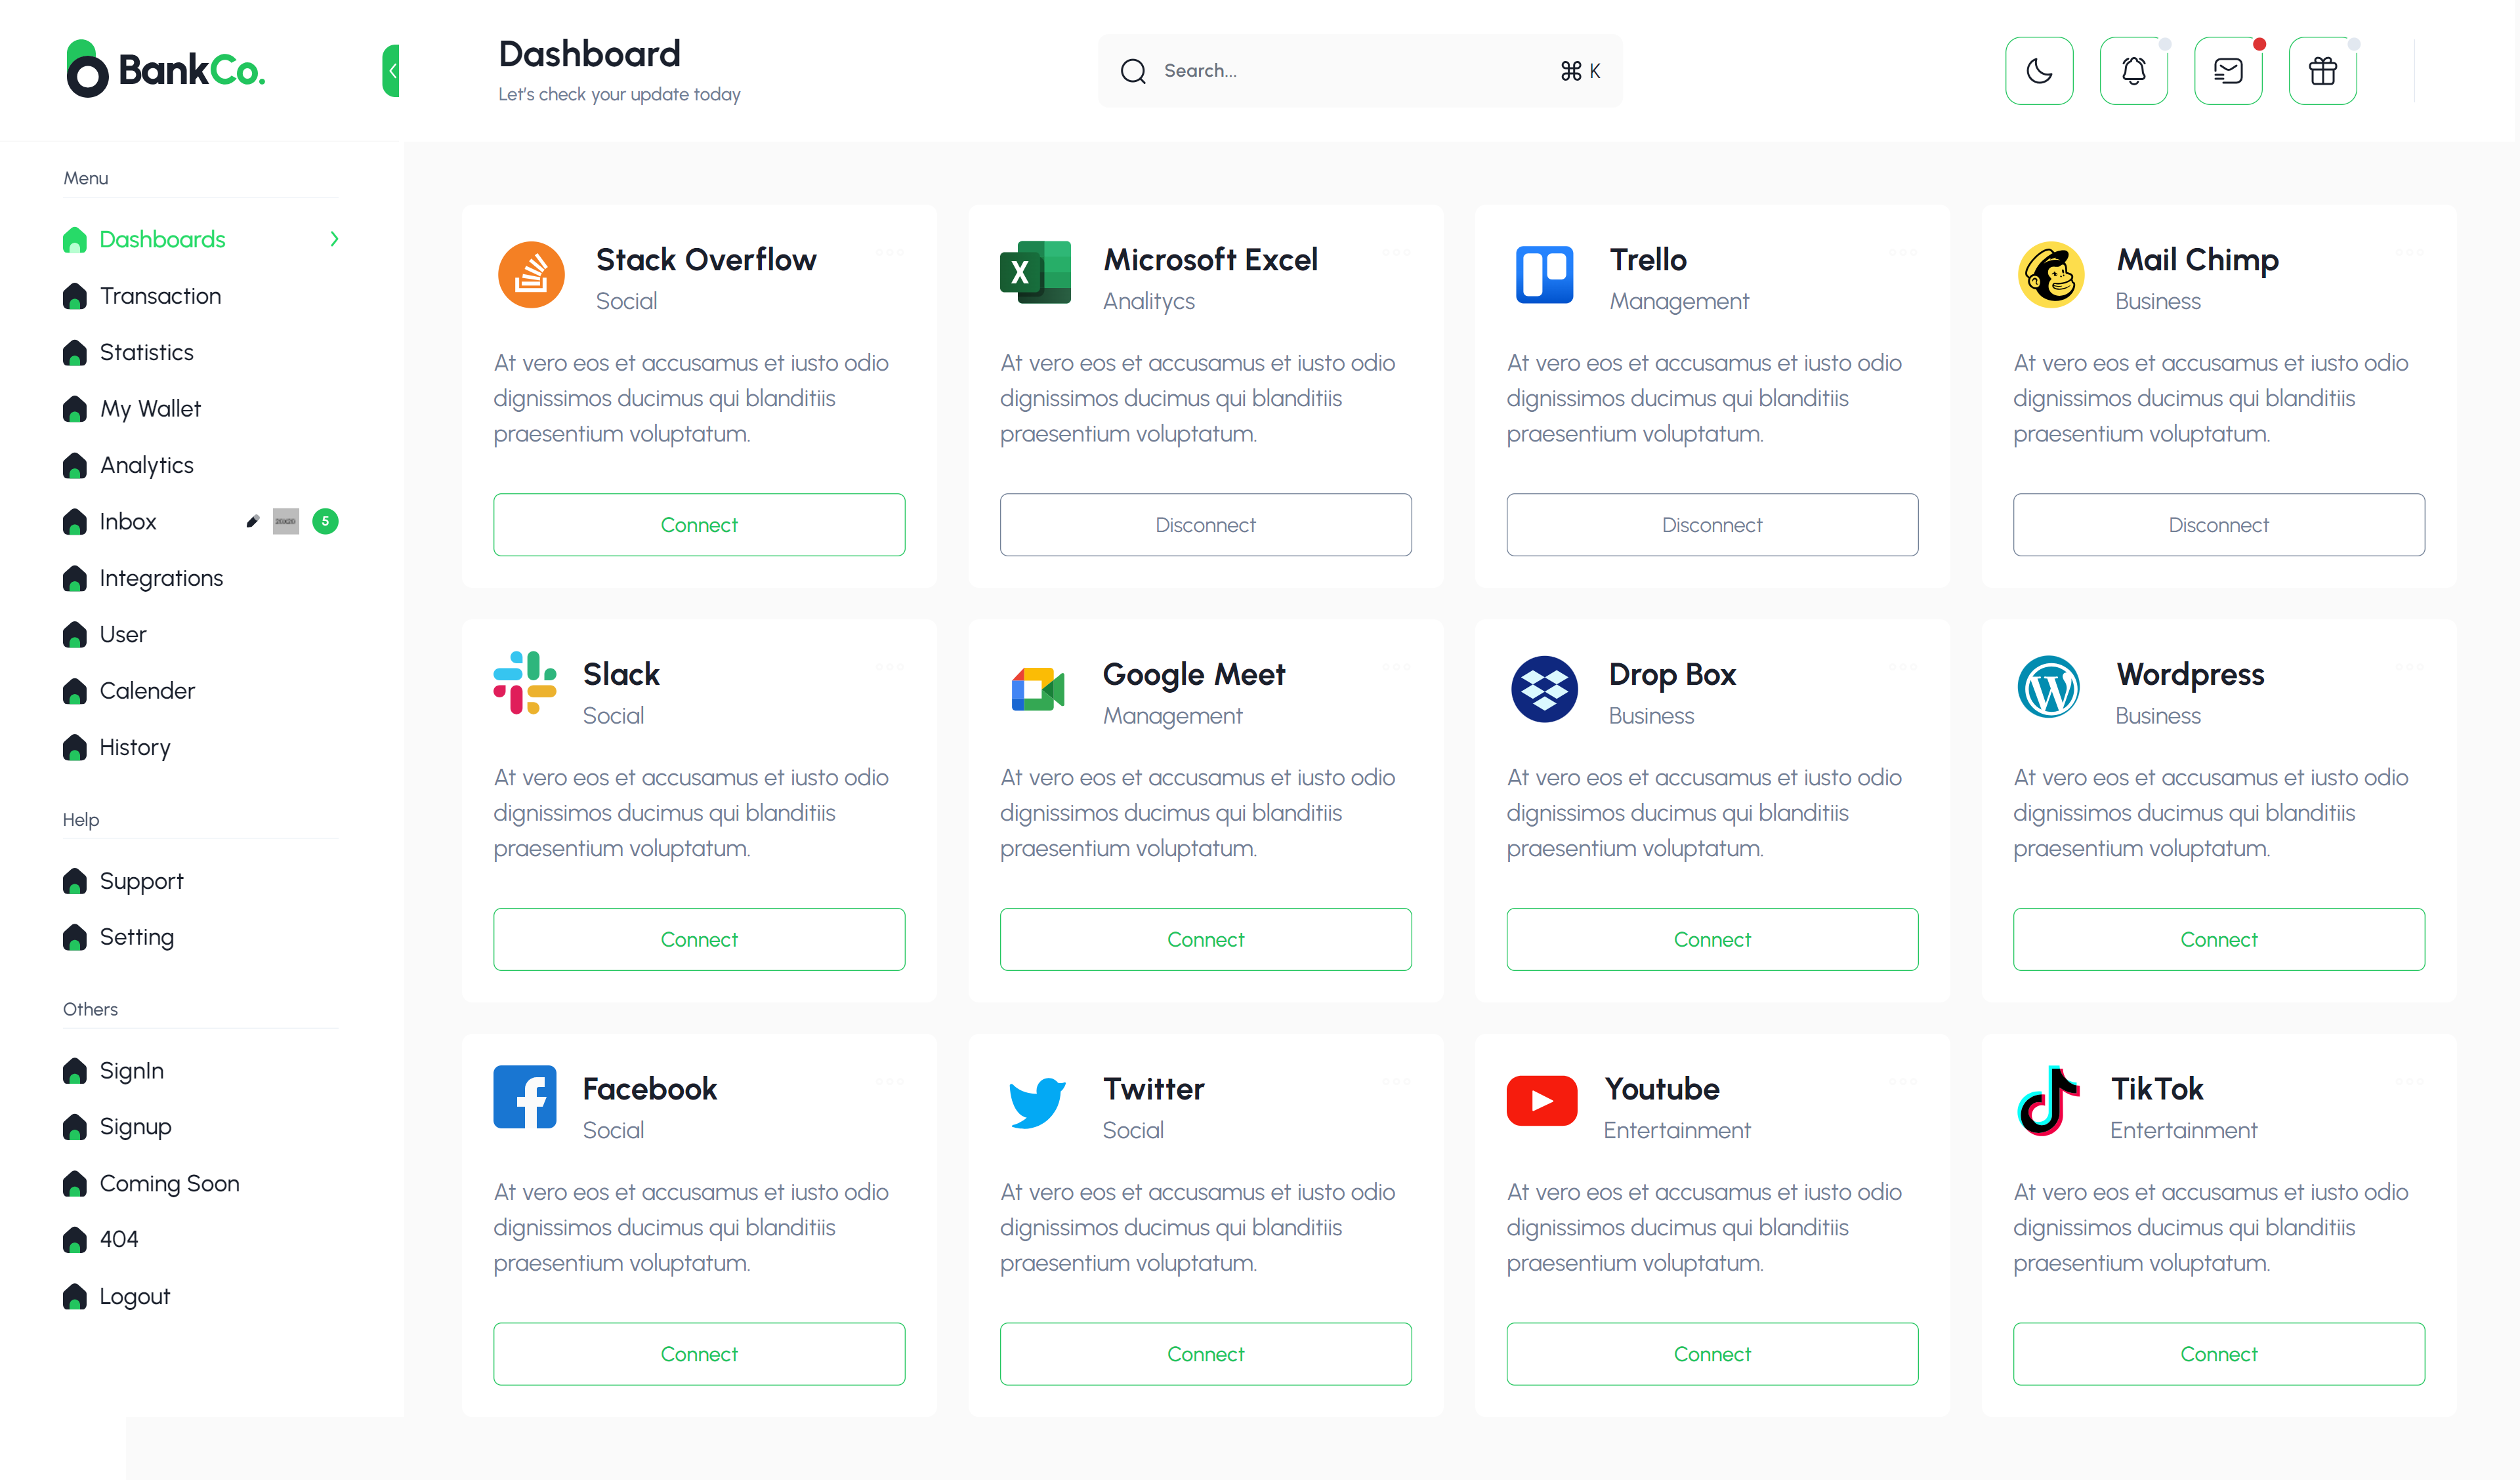 BankCo.
Dashboard
Let's check your update today
Search...
⌘ K
Menu
Dashboards
Transaction
Statistics
My Wallet
Analytics
Inbox
5
Integrations
User
Calender
History
Help
Support
Setting
Others
SignIn
Signup
Coming Soon
404
Logout
Stack Overflow
Social
At vero eos et accusamus et iusto odio
dignissimos ducimus qui blanditiis
praesentium voluptatum.
Connect
X
Microsoft Excel
Analitycs
At vero eos et accusamus et iusto odio
dignissimos ducimus qui blanditiis
praesentium voluptatum.
Disconnect
Trello
Management
At vero eos et accusamus et iusto odio
dignissimos ducimus qui blanditiis
praesentium voluptatum.
Disconnect
Mail Chimp
Business
At vero eos et accusamus et iusto odio
dignissimos ducimus qui blanditiis
praesentium voluptatum.
Disconnect
Slack
Social
At vero eos et accusamus et iusto odio
dignissimos ducimus qui blanditiis
praesentium voluptatum.
Connect
Google Meet
Management
At vero eos et accusamus et iusto odio
dignissimos ducimus qui blanditiis
praesentium voluptatum.
Connect
Drop Box
Business
At vero eos et accusamus et iusto odio
dignissimos ducimus qui blanditiis
praesentium voluptatum.
Connect
Wordpress
Business
At vero eos et accusamus et iusto odio
dignissimos ducimus qui blanditiis
praesentium voluptatum.
Connect
Facebook
Social
At vero eos et accusamus et iusto odio
dignissimos ducimus qui blanditiis
praesentium voluptatum.
Connect
Twitter
Social
At vero eos et accusamus et iusto odio
dignissimos ducimus qui blanditiis
praesentium voluptatum.
Connect
Youtube
Entertainment
At vero eos et accusamus et iusto odio
dignissimos ducimus qui blanditiis
praesentium voluptatum.
Connect
TikTok
Entertainment
At vero eos et accusamus et iusto odio
dignissimos ducimus qui blanditiis
praesentium voluptatum.
Connect